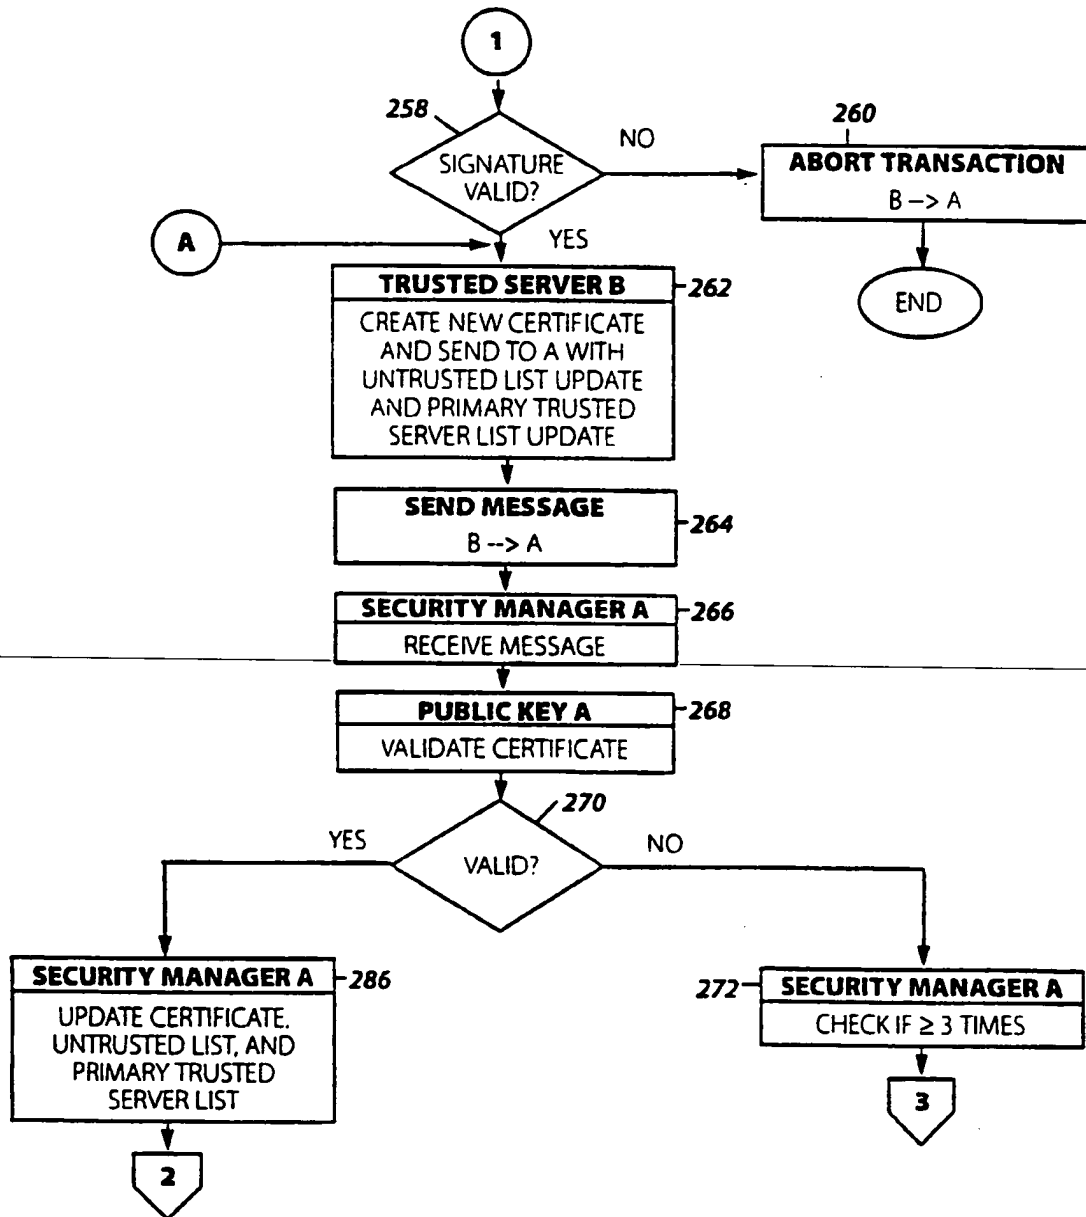 1
258
SIGNATURE
VALID?
NO
260
ABORT TRANSACTION
B --> A
END
A
YES
TRUSTED SERVER B
262
CREATE NEW CERTIFICATE
AND SEND TO A WITH
UNTRUSTED LIST UPDATE
AND PRIMARY TRUSTED
SERVER LIST UPDATE
SEND MESSAGE
264
B --> A
SECURITY MANAGER A
266
RECEIVE MESSAGE
PUBLIC KEY A
268
VALIDATE CERTIFICATE
270
YES
VALID?
NO
SECURITY MANAGER A
286
UPDATE CERTIFICATE.
UNTRUSTED LIST, AND
PRIMARY TRUSTED
SERVER LIST
2
272
SECURITY MANAGER A
CHECK IF ≥ 3 TIMES
3